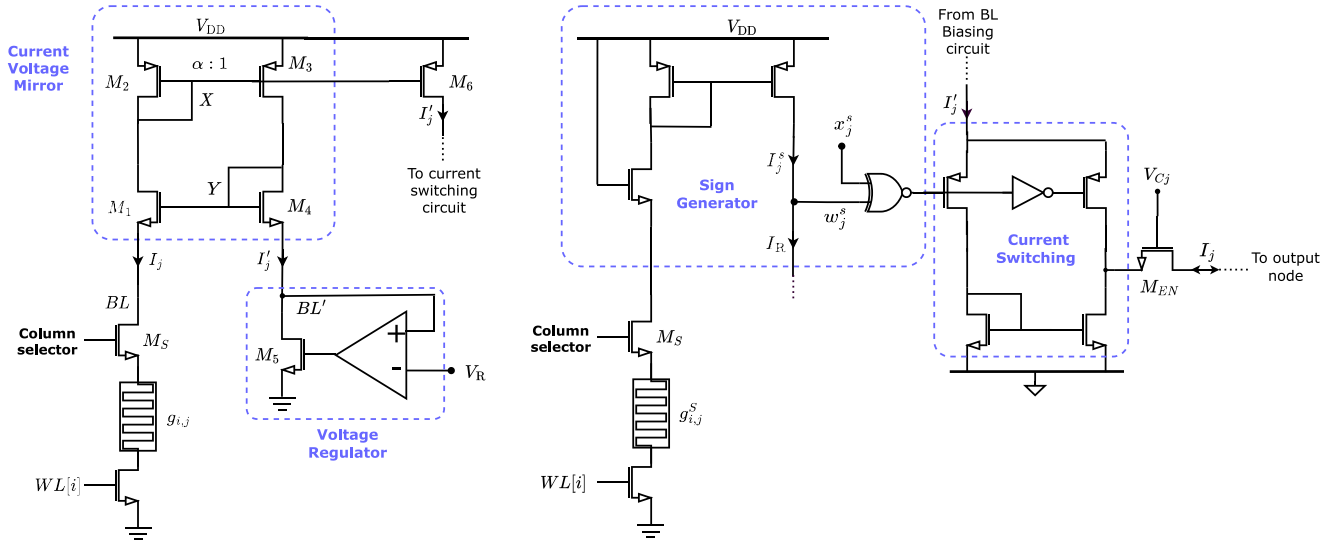 V_DD
Current
Voltage
Mirror
α : 1
M_2
M_3
M_6
X
I'_j
To current
switching
circuit
Y
M_1
M_4
I_j
I'_j
BL
BL'
Column
selector
M_S
M_5
+
-
V_R
g_{i,j}
Voltage
Regulator
WL[i]
V_DD
I^s_j
x^s_j
w^s_j
Sign
Generator
I_R
Column
selector
M_S
g^S_{i,j}
WL[i]
From BL
Biasing
circuit
I'_j
V_{Cj}
Current
Switching
M_{EN}
I_j
To output
node